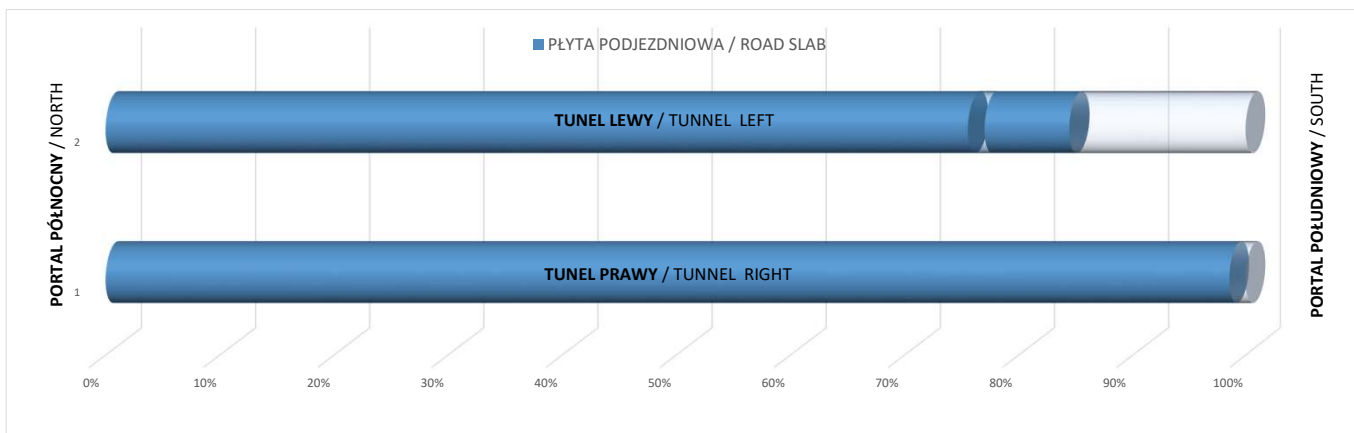 PŁYTA PODJEZDNIOWA / ROAD SLAB
PORTAL PÓŁNOCNY / NORTH
2
TUNEL LEWY / TUNNEL LEFT
1
TUNEL PRAWY / TUNNEL RIGHT
PORTAL POŁUDNIOWY / SOUTH
0% 10% 20% 30% 40% 50% 60% 70% 80% 90% 100%